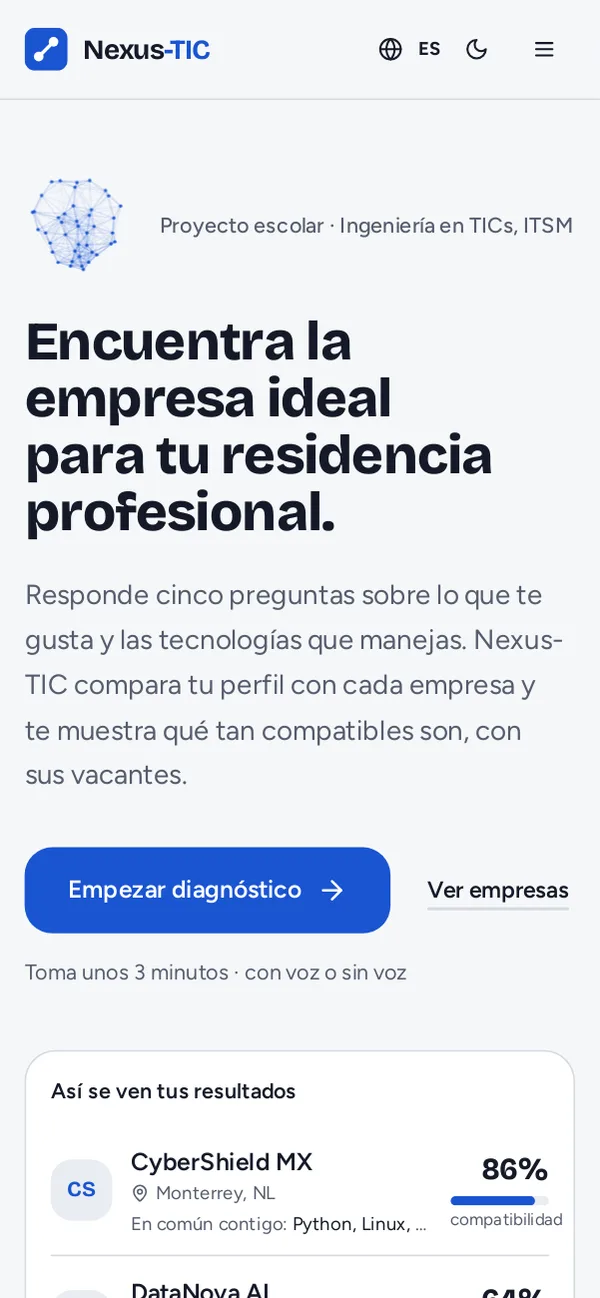 Nexus-TIC
ES
Proyecto escolar · Ingeniería en TICs, ITSM
Encuentra la
empresa ideal
para tu residencia
profesional.
Responde cinco preguntas sobre lo que te
gusta y las tecnologías que manejas. Nexus-
TIC compara tu perfil con cada empresa y
te muestra qué tan compatibles son, con
sus vacantes.
Empezar diagnóstico
Ver empresas
Toma unos 3 minutos · con voz o sin voz
Así se ven tus resultados
CS
CyberShield MX
Monterrey, NL
En común contigo: Python, Linux, ...
86%
compatibilidad
DataNova AI
64%